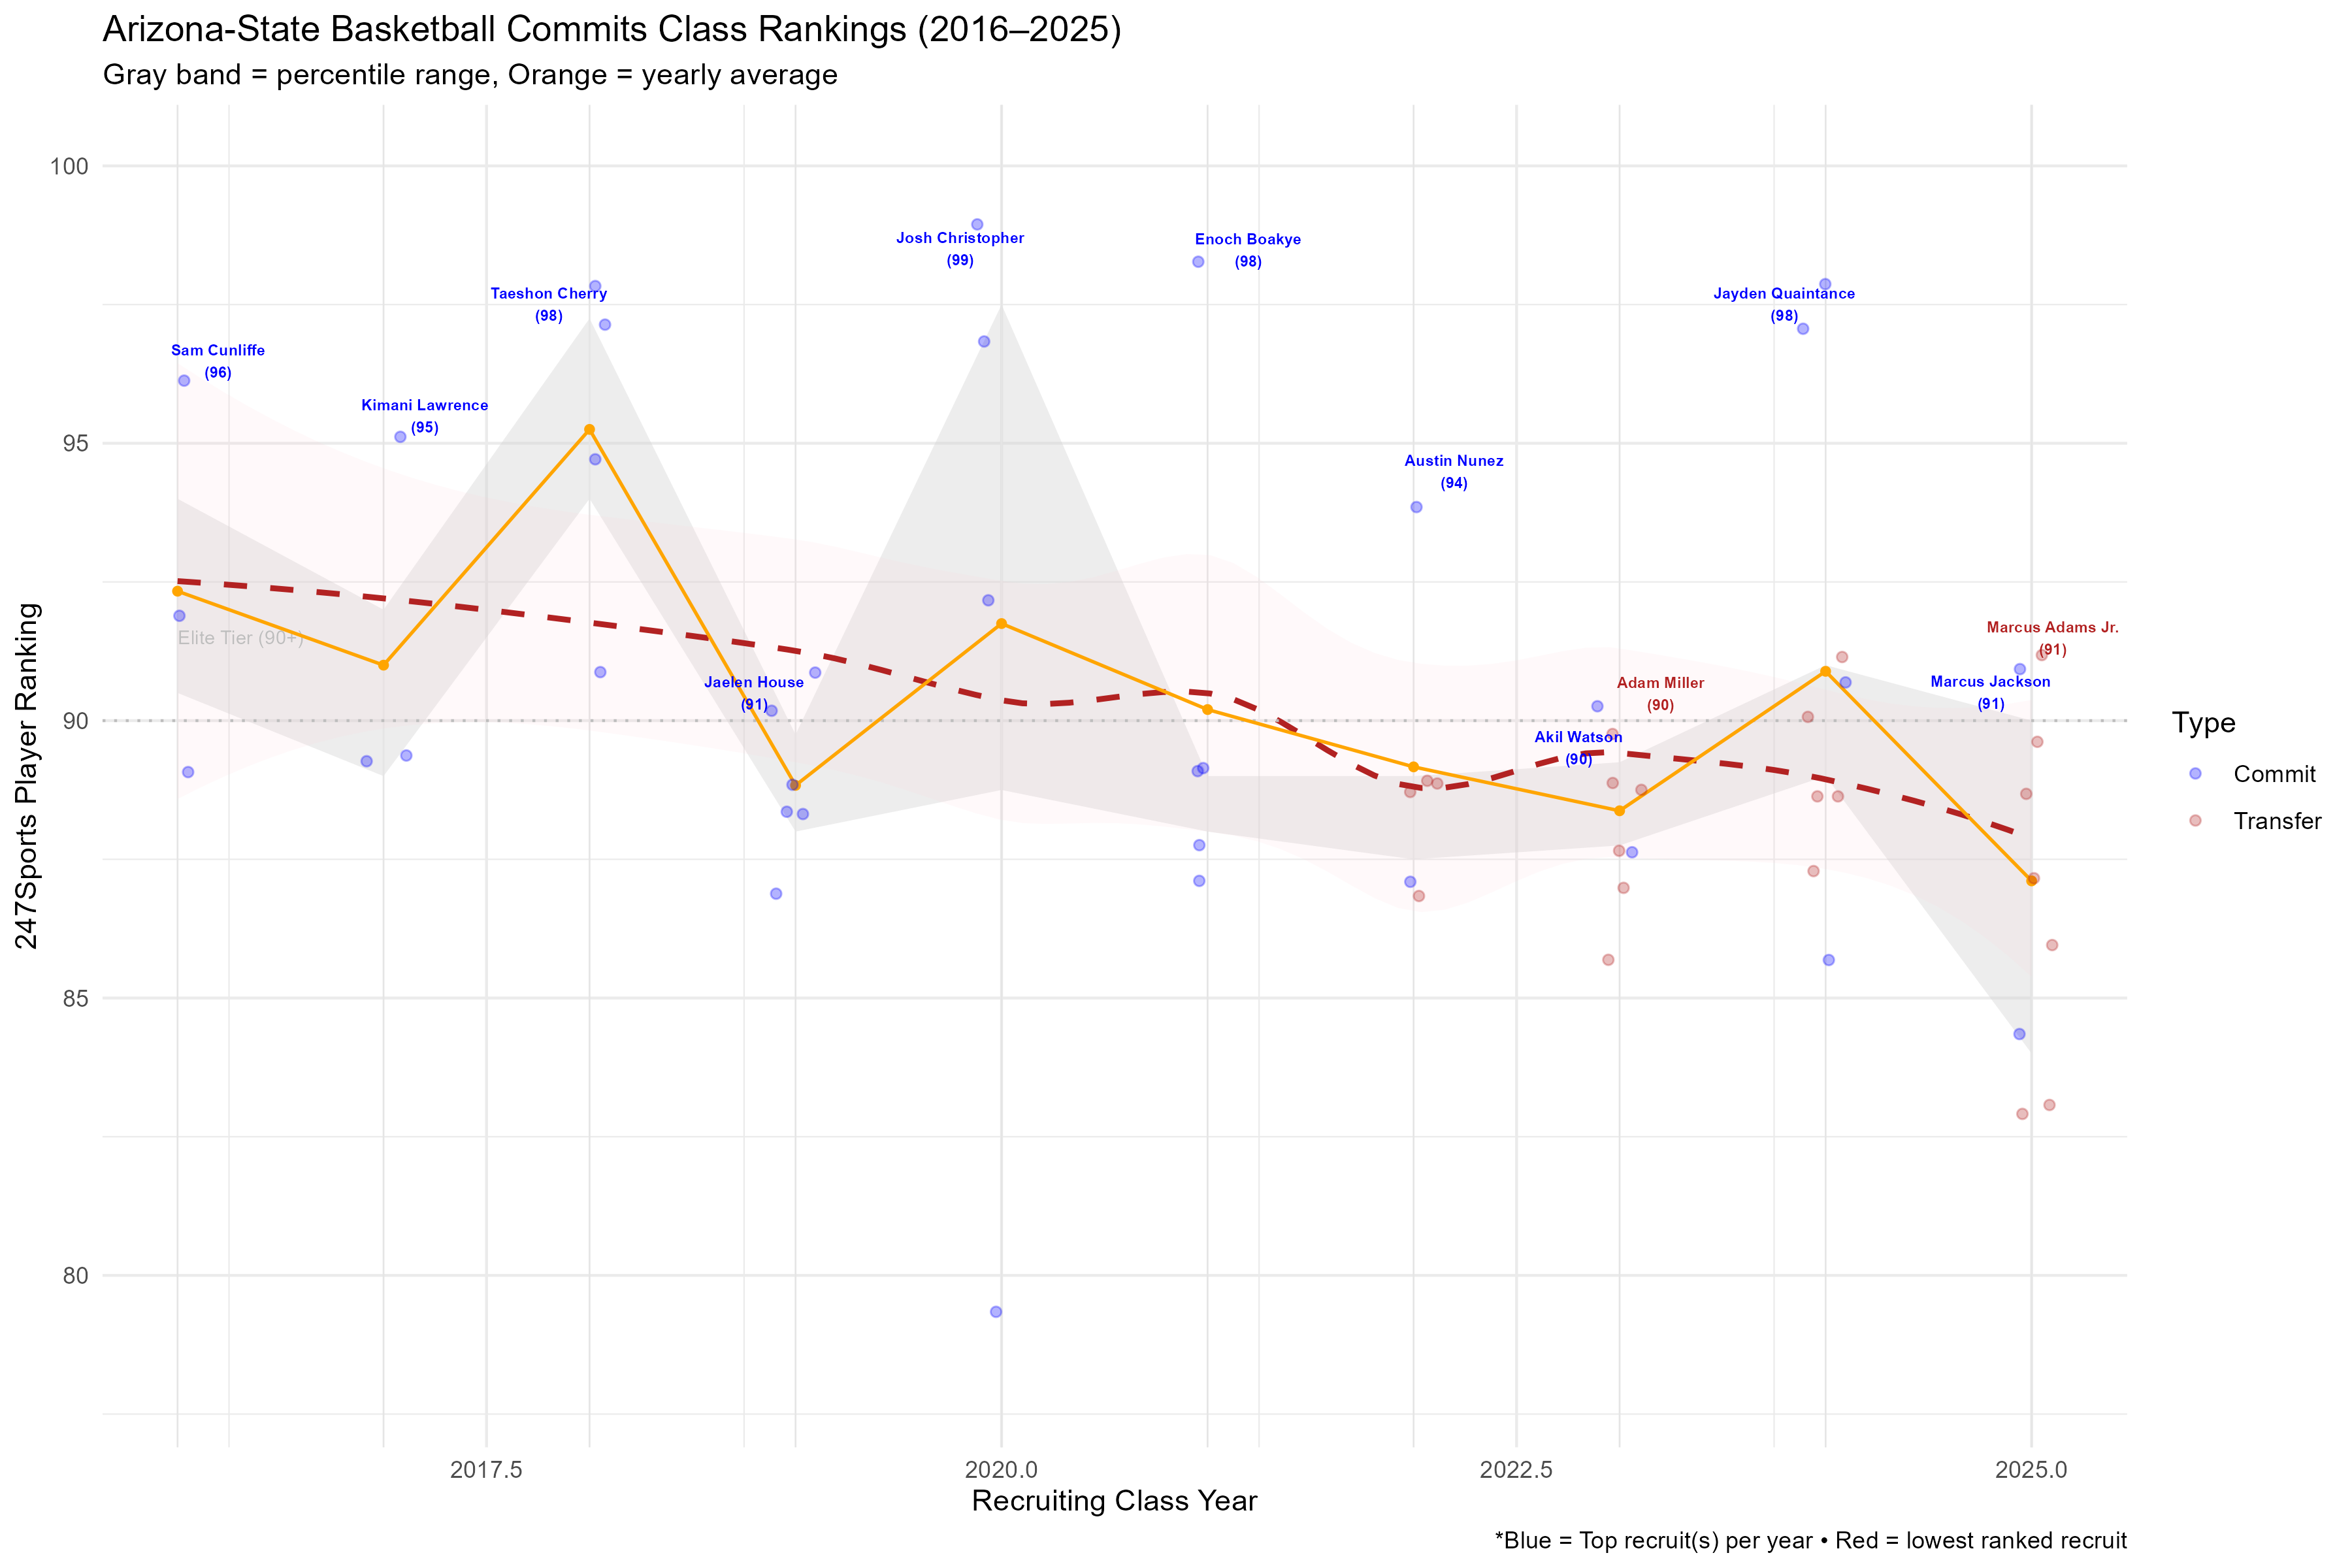 Arizona-State Basketball Commits Class Rankings (2016–2025)
Gray band = percentile range, Orange = yearly average
247Sports Player Ranking
100
95
90
85
80
Josh Christopher
(99)
Enoch Boakye
(98)
Taeshon Cherry
(98)
Jayden Quaintance
(98)
Sam Cunliffe
(96)
Kimani Lawrence
(95)
Austin Nunez
(94)
Elite Tier (90+)
Marcus Adams Jr.
(91)
Jaelen House
(91)
Adam Miller
(90)
Marcus Jackson
(91)
Akil Watson
(90)
Type
Commit
Transfer
2017.5
2020.0
2022.5
2025.0
Recruiting Class Year
*Blue = Top recruit(s) per year • Red = lowest ranked recruit